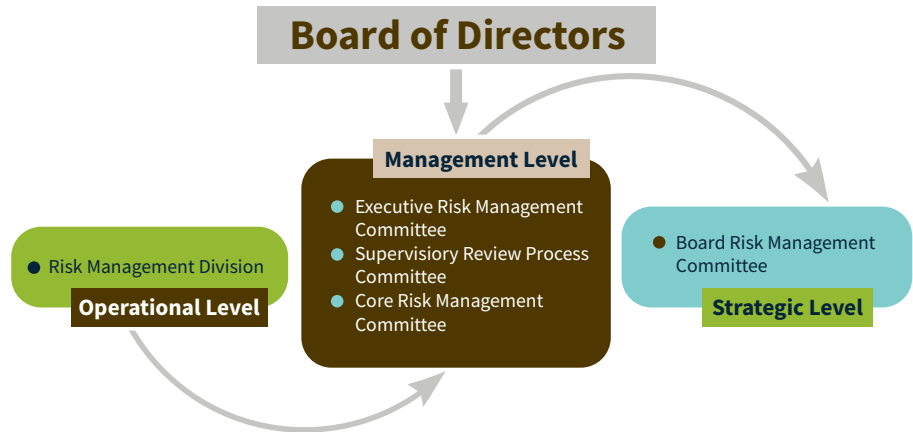 Board of Directors
Management Level
Executive Risk Management
Committee
Supervisiory Review Process
Committee
Core Risk Management
Committee
Risk Management Division
Operational Level
Board Risk Management
Committee
Strategic Level